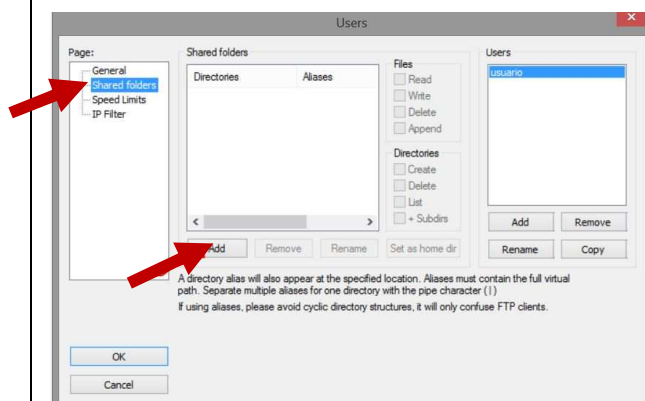 Users
Page:
General
Shared folders
Speed Limits
IP Filter
Shared folders
Directories Aliases
Files
Read
Write
Delete
Append
Directories
Create
Delete
List
+ Subdirs
Add Remove Rename Set as home dir
Users
usuario
Add Remove
Rename Copy
A directory alias will also appear at the specified location. Aliases must contain the full virtual
path. Separate multiple aliases for one directory with the pipe character (|)
If using aliases, please avoid cyclic directory structures, it will only confuse FTP clients.
OK
Cancel